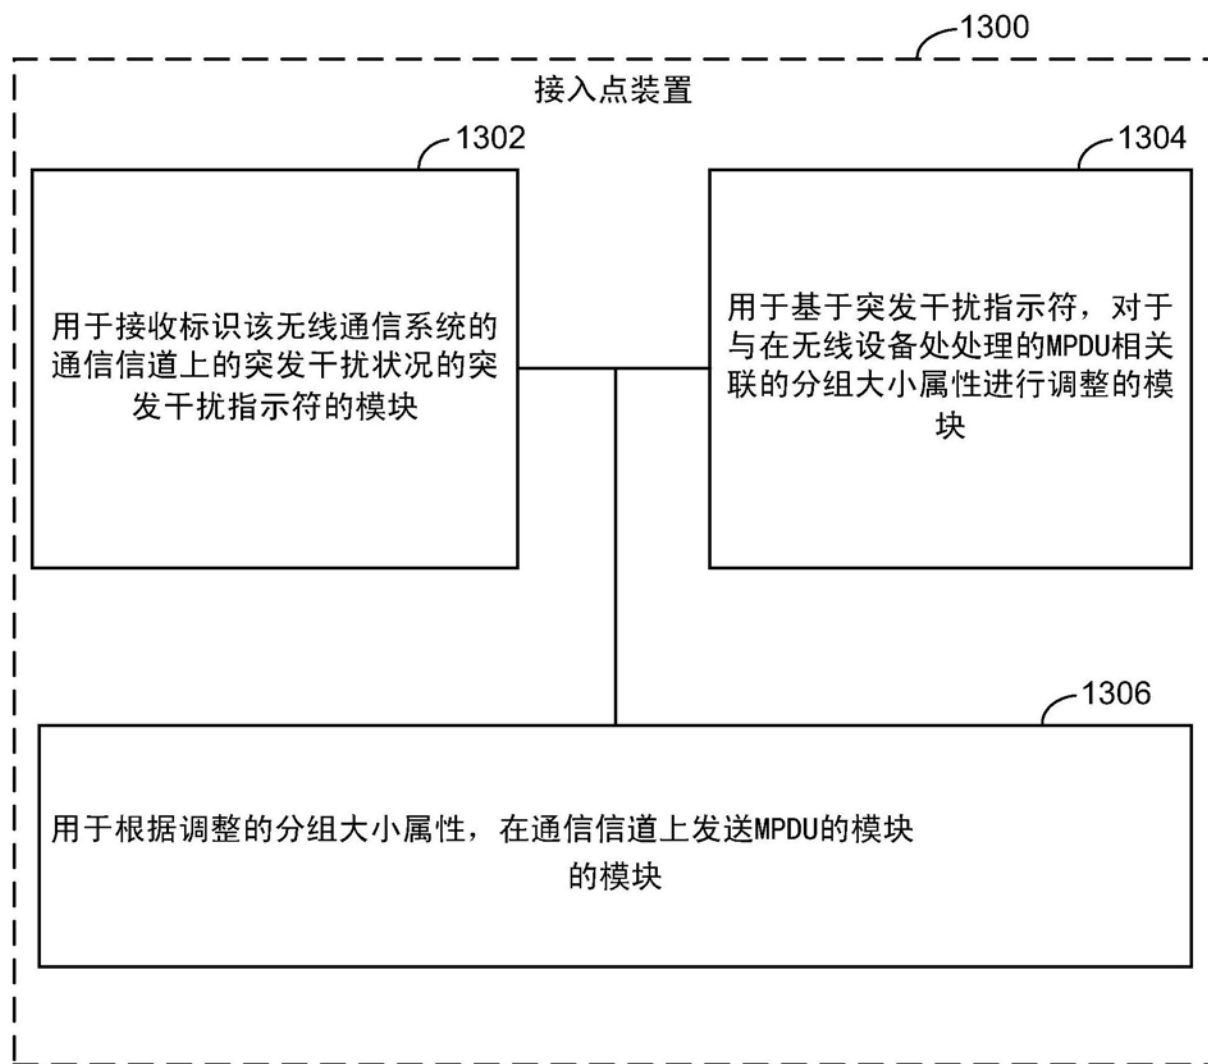 1300
接入点装置
1302
1304
用于接收标识该无线通信系统的
通信信道上的突发干扰状况的突
发干扰指示符的模块
用于基于突发干扰指示符，对于
与在无线设备处处理的MPDU相关
联的分组大小属性进行调整的模
块
1306
用于根据调整的分组大小属性，在通信信道上发送MPDU的模块
的模块